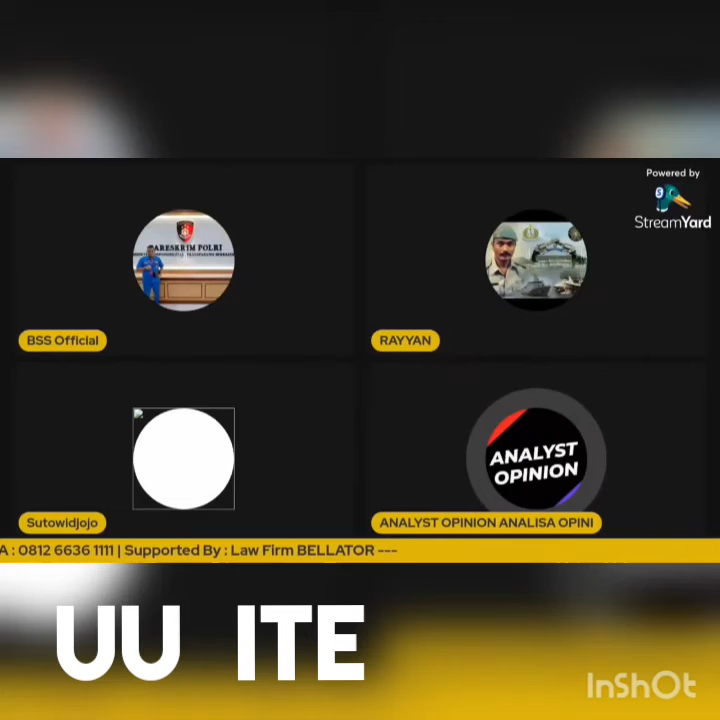 Powered by
StreamYard
BARESKRIM POLRI
BSS Official
RAYYAN
ANALYST
OPINION
Sutowidjojo
ANALYST OPINION ANALISA OPINI
A : 0812 6636 1111 | Supported By : Law Firm BELLATOR ---
UU ITE
InShOt